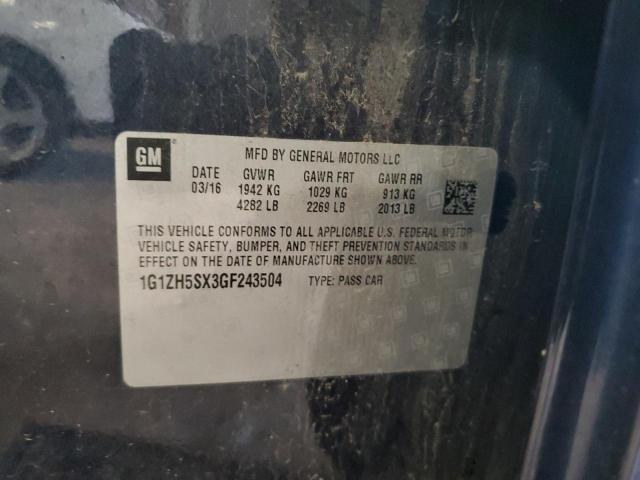 GM
MFD BY GENERAL MOTORS LLC
DATE GVWR GAWR FRT GAWR RR
03/16 1942 KG 1029 KG 913 KG
4282 LB 2269 LB 2013 LB
THIS VEHICLE CONFORMS TO ALL APPLICABLE U.S. FEDERAL MOTOR
VEHICLE SAFETY, BUMPER, AND THEFT PREVENTION STANDARDS IN
EFFECT ON THE DATE OF MANUFACTURE SHOWN ABOVE.
1G1ZH5SX3GF243504 TYPE: PASS CAR